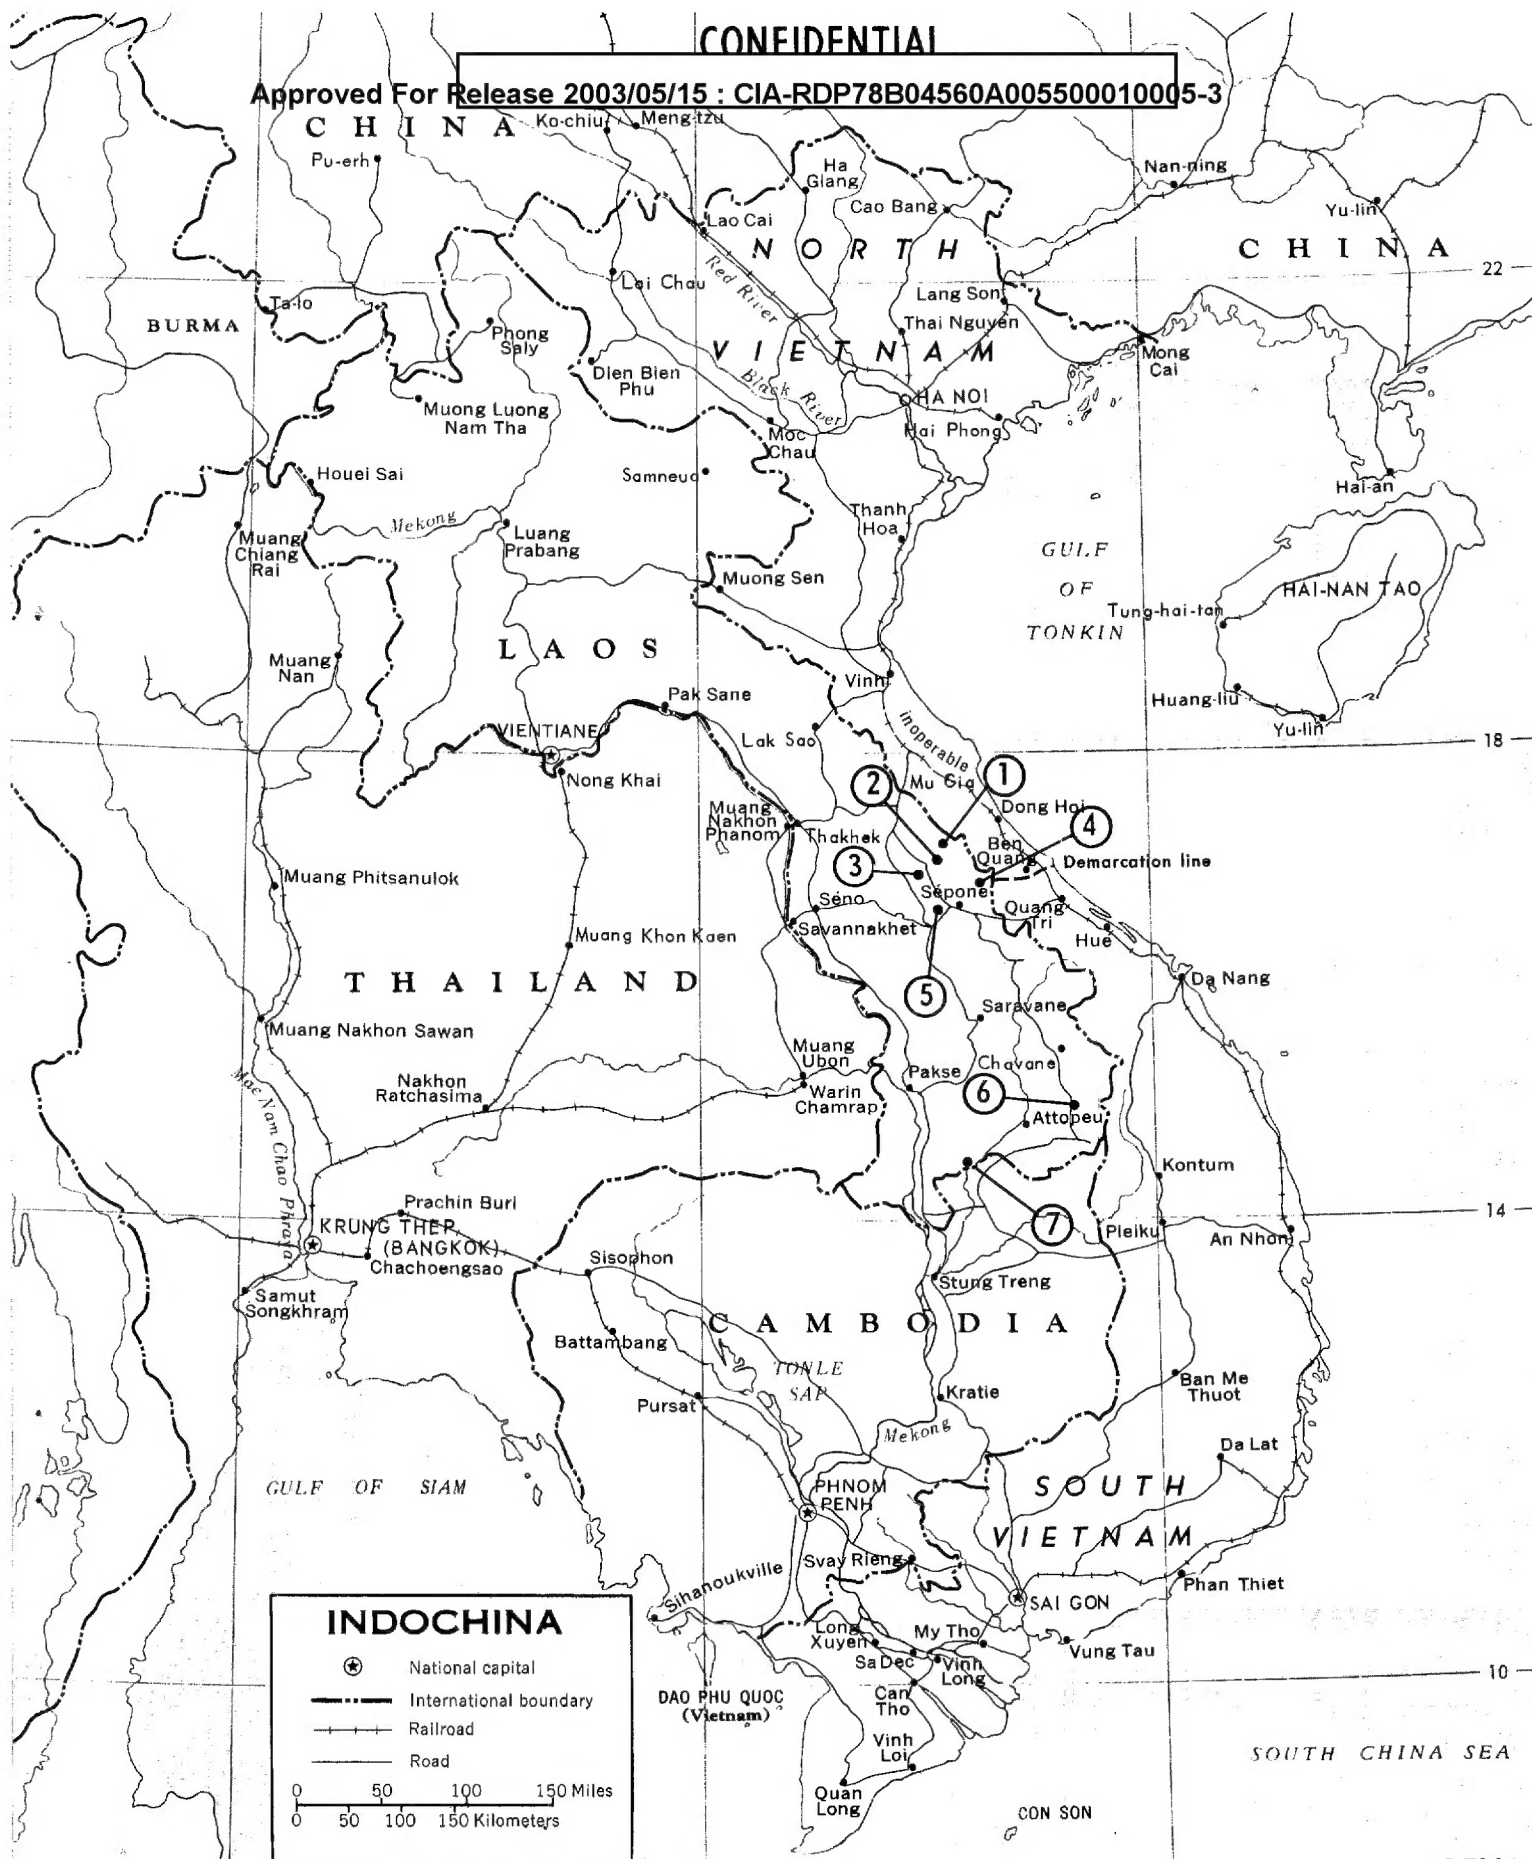 CONFIDENTIAL
Approved For Release 2003/05/15 : CIA-RDP78B04560A005500010005-3
CHINA
Ko-chiu
Meng-tzu
Pu-erh
Ha
Giang
Cao Bang
Nan-ning
Yu-lin
Lao Cai
NORTH
CHINA
22
Red River
Lai Chau
Lang Son
Ta-lo
BURMA
Phong
Saly
Thai Nguyen
VIETNAM
Mong
Cai
Dien Bien
Phu
Black River
HA NOI
Muong Luong
Nam Tha
Hai Phong
Moc
Chau
Houei Sai
Samneua
Hai-an
Mekong
Thanh
Hoa
Muang
Chiang
Rai
Luang
Prabang
GULF
OF
TONKIN
Muong Sen
HAI-NAN TAO
Tung-hai-tan
LAOS
Muang
Nan
Vinh
Huang-liu
Pak Sane
Yu-lin
VIENTIANE
inoperable
Lak Sao
18
Nong Khai
2
Mu Gia
1
Muang
Nakhon
Phanom
Dong Hoi
Thakhek
4
Ben
Quang
3
Demarcation line
Muang Phitsanulok
Sépone
Séno
Quang
Tri
Savannakhet
Hue
Muang Khon Kaen
THAILAND
Da Nang
5
Saravane
Muang Nakhon Sawan
Muang
Ubon
Chavane
Pakse
Mae Nam Chao Phraya
Nakhon
Ratchasima
Warin
Chamrap
6
Attopeu
Kontum
Prachin Buri
KRUNG THEP
(BANGKOK)
7
14
Pleiku
An Nhon
Chachoengsao
Sisophon
Stung Treng
Samut
Songkhram
CAMBODIA
Battambang
TONLE
SAP
Ban Me
Thuot
Pursat
Kratie
Mekong
Da Lat
GULF OF SIAM
PHNOM
PENH
SOUTH
VIETNAM
Svay Rieng
Sihanoukville
Phan Thiet
SAI GON
INDOCHINA
Long
Xuyen
My Tho
Vung Tau
National capital
Sa Dec
Vinh
Long
10
International boundary
DAO PHU QUOC
(Vietnam)
Can
Tho
Railroad
Vinh
Loi
Road
SOUTH CHINA SEA
0 50 100 150 Miles
Quan
Long
0 50 100 150 Kilometers
CON SON